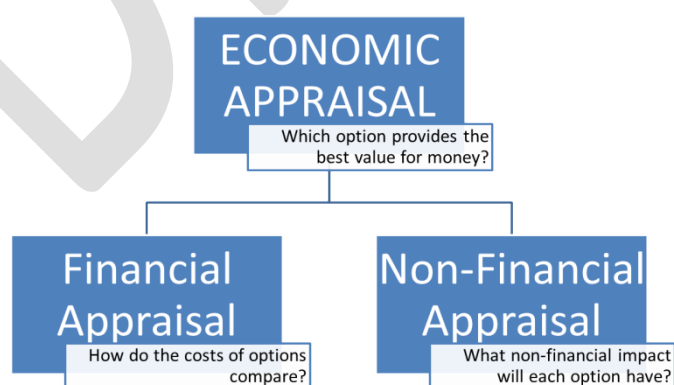 ECONOMIC
APPRAISAL
Which option provides the
best value for money?
Financial
Appraisal
How do the costs of options
compare?
Non-Financial
Appraisal
What non-financial impact
will each option have?